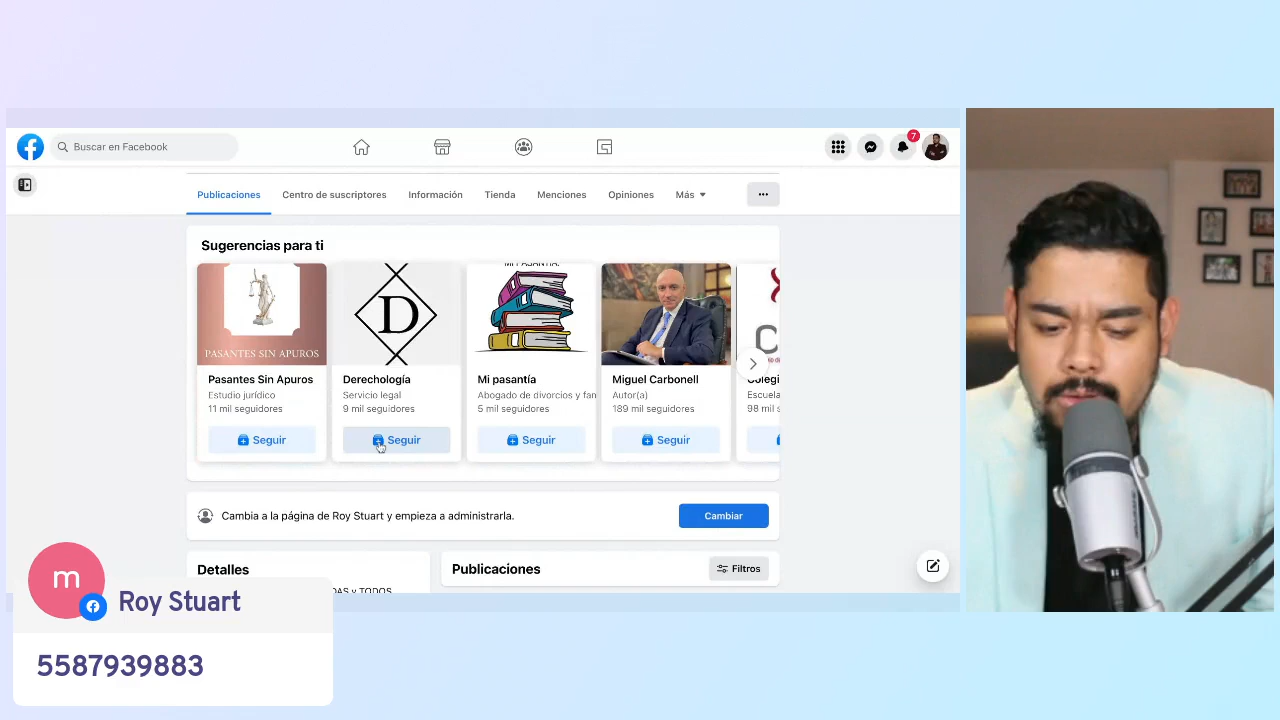 Buscar en Facebook
7
Publicaciones
Centro de suscriptores
Información
Tienda
Menciones
Opiniones
Más
Sugerencias para ti
PASANTES SIN APUROS
Pasantes Sin Apuros
Estudio jurídico
11 mil seguidores
Seguir
D
Derechología
Servicio legal
9 mil seguidores
Seguir
Mi pasantía
Abogado de divorcios y fam
5 mil seguidores
Seguir
Miguel Carbonell
Autor(a)
189 mil seguidores
Seguir
Escuela
98 mil s
Cambia a la página de Roy Stuart y empieza a administrarla.
Cambiar
Detalles
Publicaciones
Filtros
m
Roy Stuart
5587939883